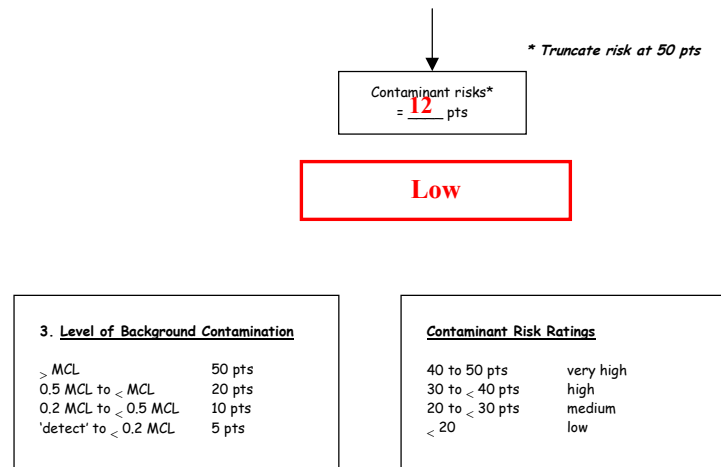 * Truncate risk at 50 pts
Contaminant risks*
= 12 pts
Low
3. Level of Background Contamination
> MCL 50 pts
0.5 MCL to < MCL 20 pts
0.2 MCL to < 0.5 MCL 10 pts
‘detect’ to < 0.2 MCL 5 pts
Contaminant Risk Ratings
40 to 50 pts very high
30 to < 40 pts high
20 to < 30 pts medium
< 20 low